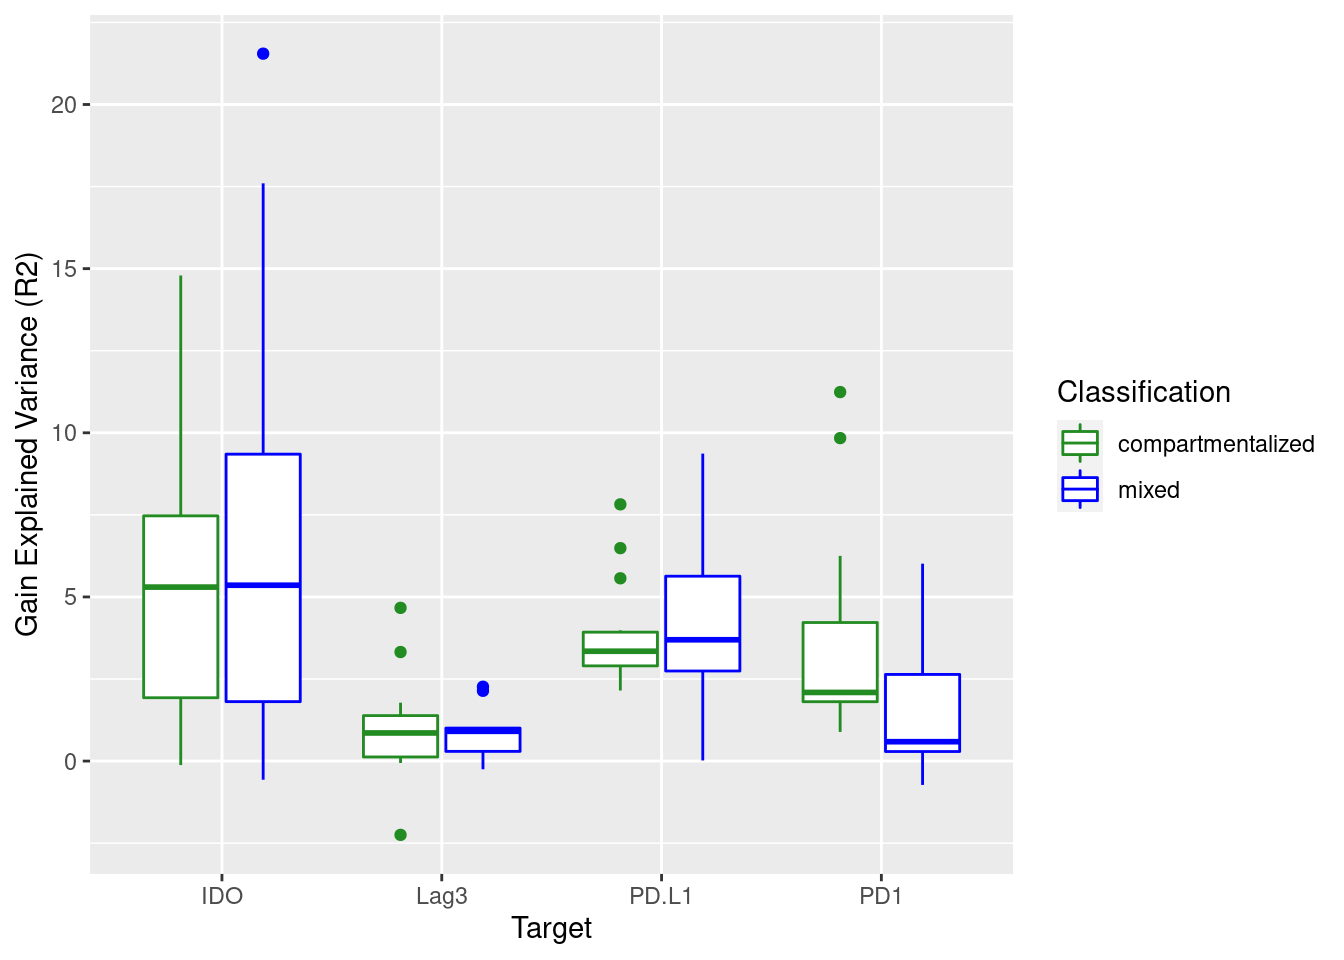 Gain Explained Variance (R2)
20
15
10
5
0
IDO
Lag3
PD.L1
PD1
Target
Classification
compartmentalized
mixed